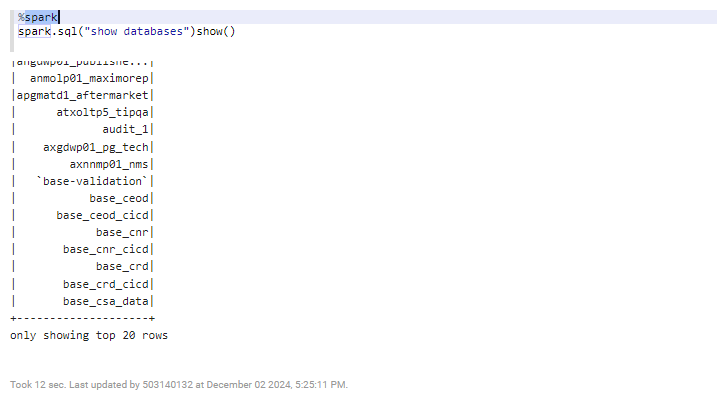 %spark
spark.sql("show databases")show()
|angdwp01_publishe...|
| anmolp01_maximorep|
|apgmatd1_aftermarket|
| atxoltp5_tipqa|
| audit_1|
| axgdwp01_pg_tech|
| axnnmp01_nms|
| `base-validation`|
| base_ceod|
| base_ceod_cicd|
| base_cnr|
| base_cnr_cicd|
| base_crd|
| base_crd_cicd|
| base_csa_data|
+--------------------+
only showing top 20 rows
Took 12 sec. Last updated by 503140132 at December 02 2024, 5:25:11 PM.